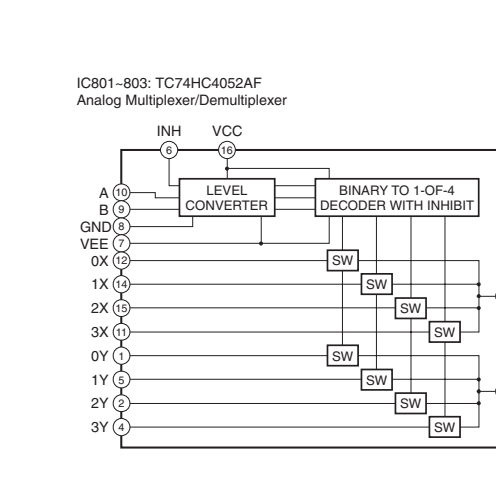 IC801~803: TC74HC4052AF
Analog Multiplexer/Demultiplexer
INH VCC
6 16
LEVEL CONVERTER
BINARY TO 1-OF-4 DECODER WITH INHIBIT
A 10
B 9
GND 8
VEE 7
0X 12 SW
1X 14 SW
2X 15 SW
3X 11 SW
0Y 1 SW
1Y 5 SW
2Y 2 SW
3Y 4 SW